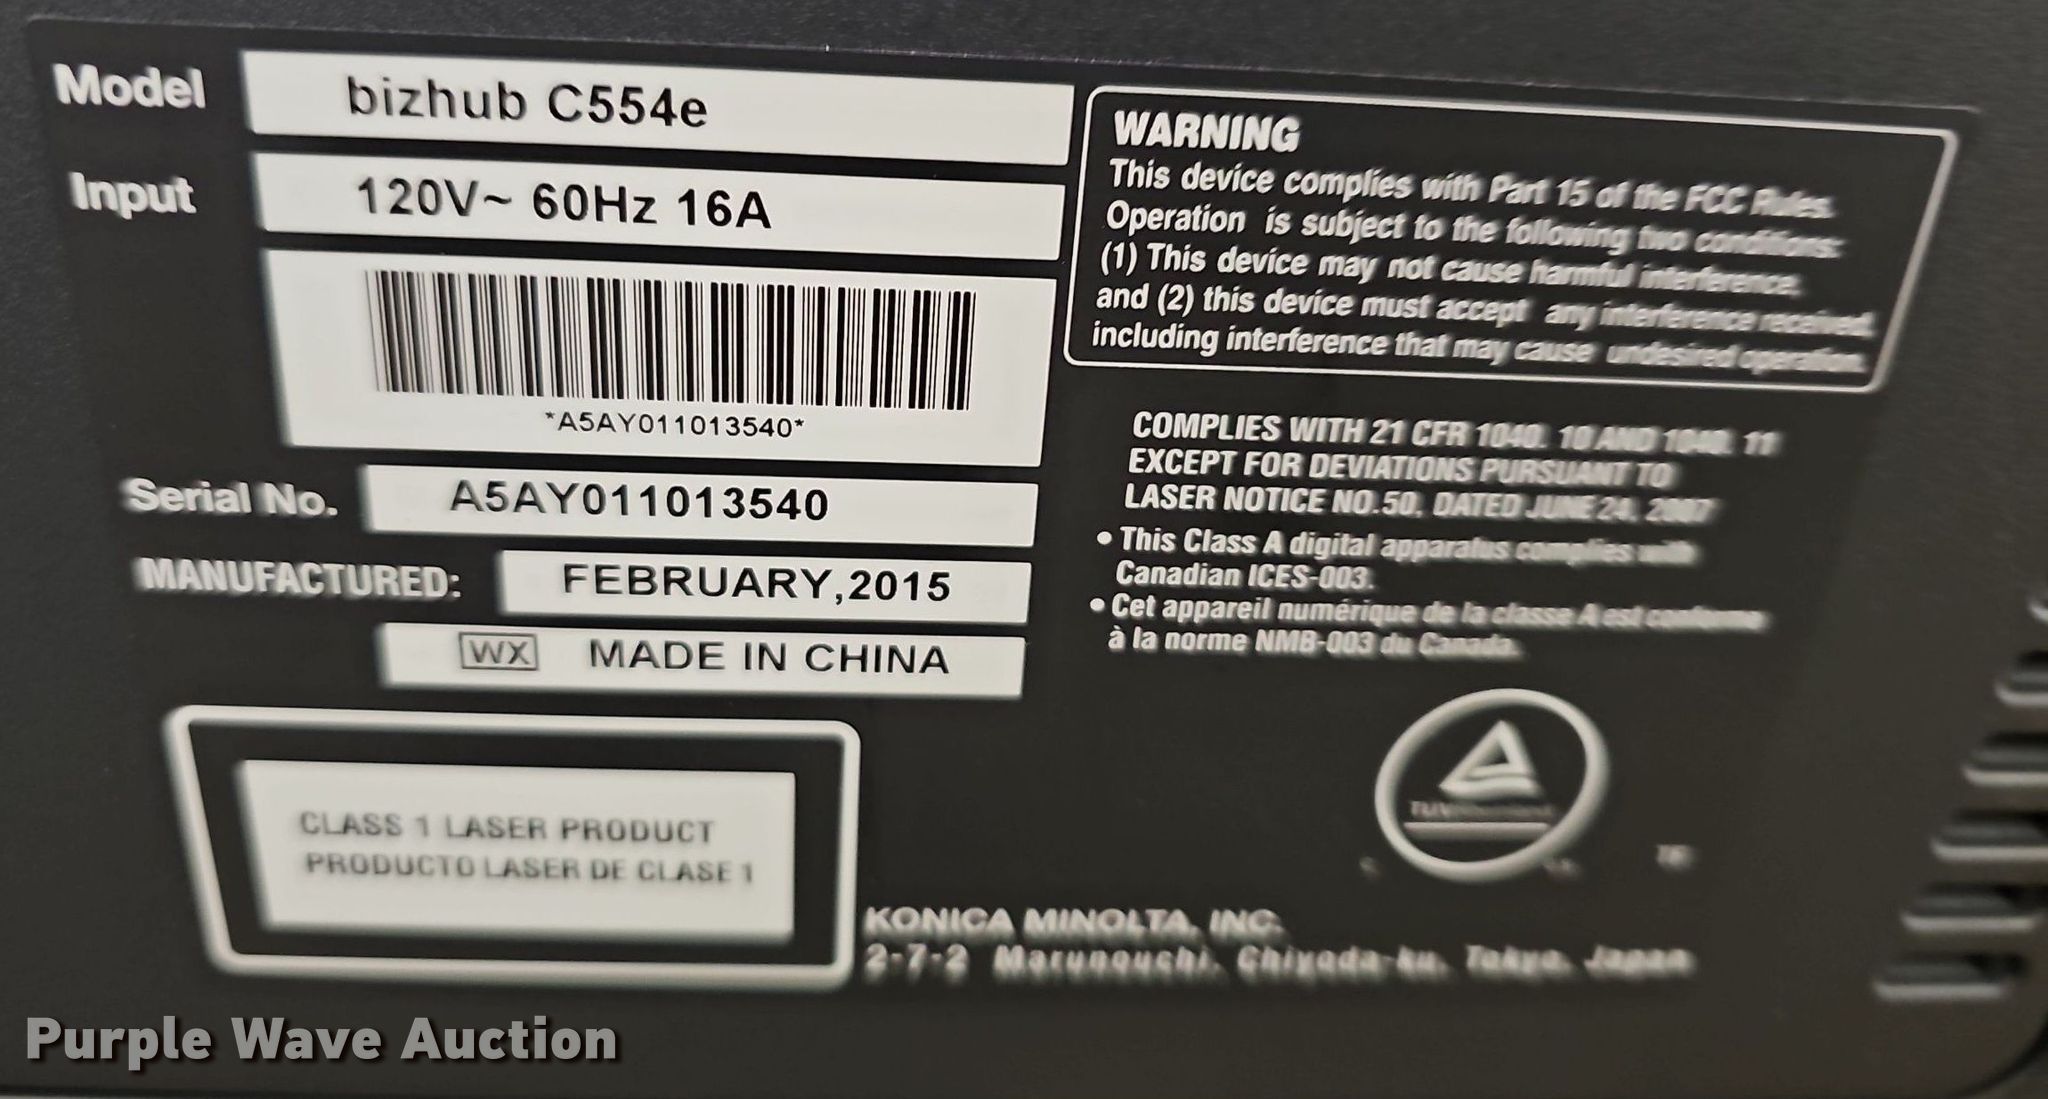 Model bizhub C554e
Input 120V~ 60Hz 16A
*A5AY011013540*
Serial No. A5AY011013540
MANUFACTURED: FEBRUARY,2015
WX MADE IN CHINA
CLASS 1 LASER PRODUCT
PRODUCTO LASER DE CLASE 1
WARNING
This device complies with Part 15 of the FCC Rules.
Operation is subject to the following two conditions:
(1) This device may not cause harmful interference.
and (2) this device must accept any interference received,
including interference that may cause undesired operation.
COMPLIES WITH 21 CFR 1040. 10 AND 1040. 11
EXCEPT FOR DEVIATIONS PURSUANT TO
LASER NOTICE NO.50, DATED JUNE 24, 2007
• This Class A digital apparatus complies with
Canadian ICES-003.
• Cet appareil numérique de la classe A est conforme
à la norme NMB-003 du Canada.
KONICA MINOLTA, INC.
2-7-2 Marunouchi, Chiyoda-ku, Tokyo, Japan
Purple Wave Auction